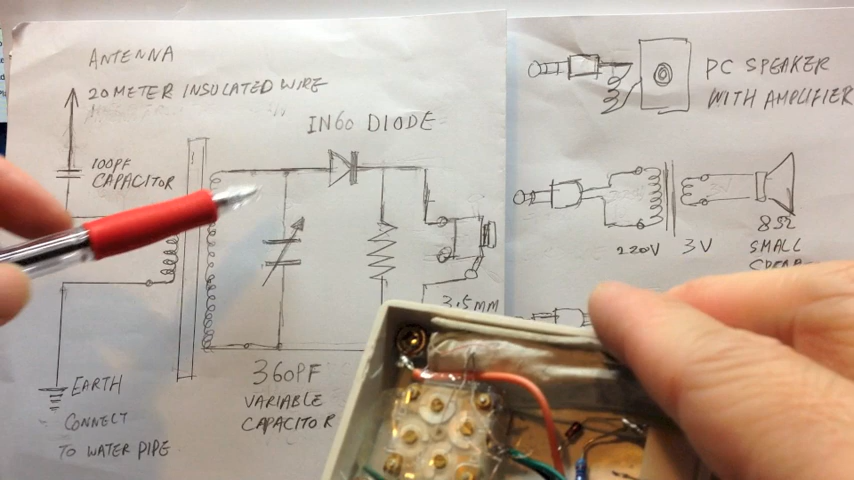 ANTENNA
20 METER INSULATED WIRE
IN60 DIODE
100PF
CAPACITOR
360PF
VARIABLE
CAPACITOR
EARTH
CONNECT
TO WATER PIPE
3,5MM
PC SPEAKER
WITH AMPLIFIER
220V 3V
8Ω
SMALL